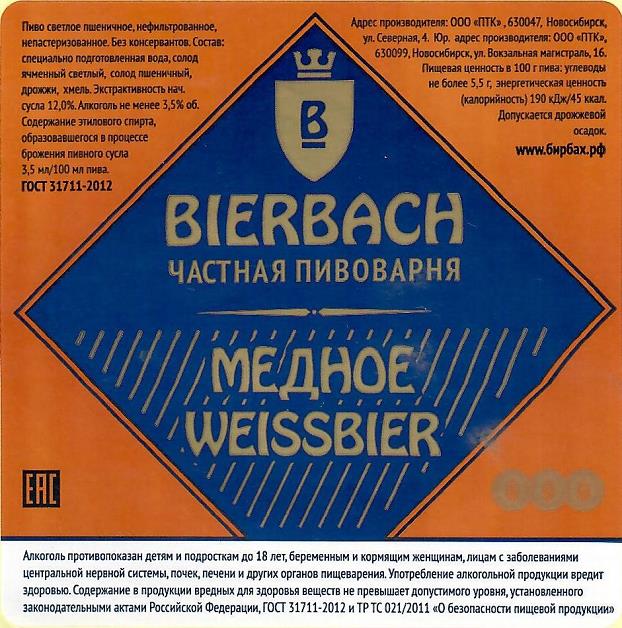 Пиво светлое пшеничное, нефильтрованное,
непастеризованное. Без консервантов. Состав:
специально подготовленная вода, солод
ячменный светлый, солод пшеничный,
дрожжи, хмель. Экстрактивность нач.
сусла 12,0%. Алкоголь не менее 3,5% об.
Содержание этилового спирта,
образовавшегося в процессе
брожения пивного сусла
3,5 мл/100 мл пива.
ГОСТ 31711-2012
Адрес производителя: ООО «ПТК» , 630047, Новосибирск,
ул. Северная, 4. Юр. адрес производителя: ООО «ПТК»,
630099, Новосибирск, ул. Вокзальная магистраль, 16.
Пищевая ценность в 100 г пива: углеводы
не более 5,5 г, энергетическая ценность
(калорийность) 190 кДж/45 ккал.
Допускается дрожжевой
осадок.
www.бирбах.рф
B
BIERBACH
ЧАСТНАЯ ПИВОВАРНЯ
МЕДНОЕ
WEISSBIER
EAC
Алкоголь противопоказан детям и подросткам до 18 лет, беременным и кормящим женщинам, лицам с заболеваниями
центральной нервной системы, почек, печени и других органов пищеварения. Употребление алкогольной продукции вредит
здоровью. Содержание в продукции вредных для здоровья веществ не превышает допустимого уровня, установленного
законодательными актами Российской Федерации, ГОСТ 31711-2012 и ТР ТС 021/2011 «О безопасности пищевой продукции»